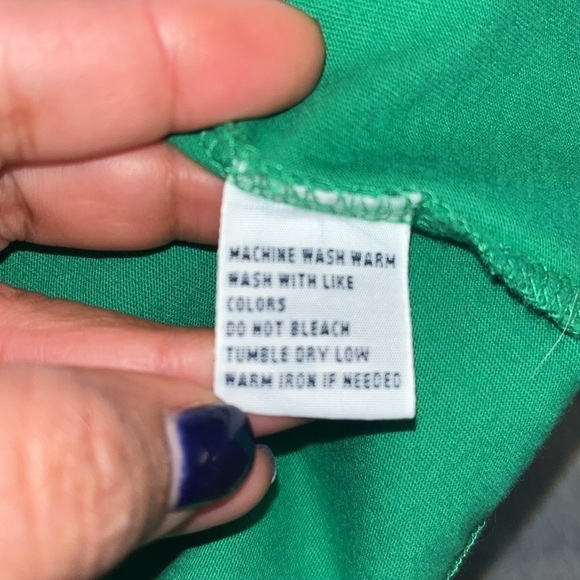 MACHINE WASH WARM
WASH WITH LIKE
COLORS
DO NOT BLEACH
TUMBLE DRY LOW
WARM IRON IF NEEDED